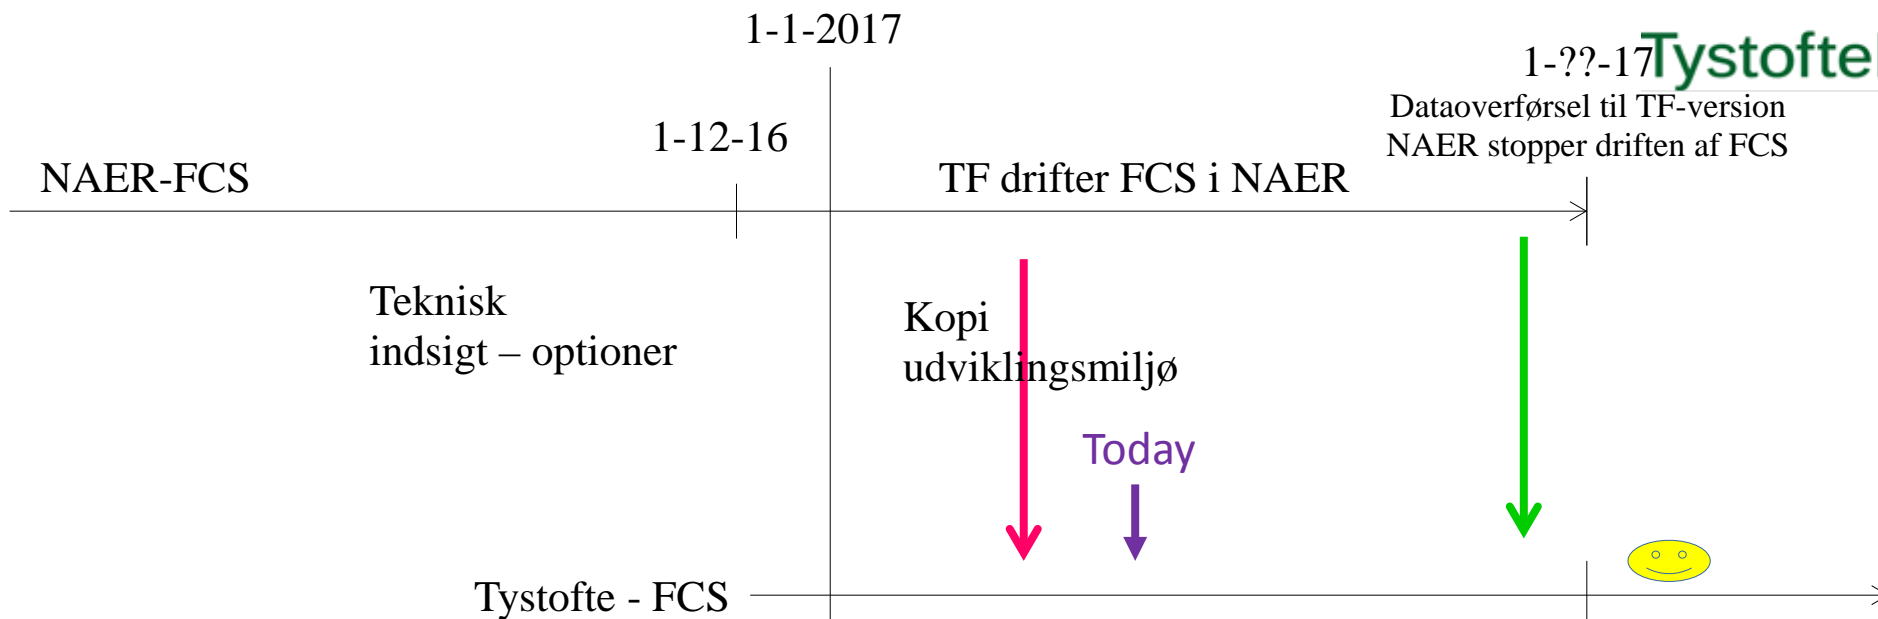 1-1-2017
1-??-17
Tystofte
Dataoverførsel til TF-version
NAER stopper driften af FCS
1-12-16
NAER-FCS
TF drifter FCS i NAER
Teknisk
indsigt – optioner
Kopi
udviklingsmiljø
Today
Tystofte - FCS